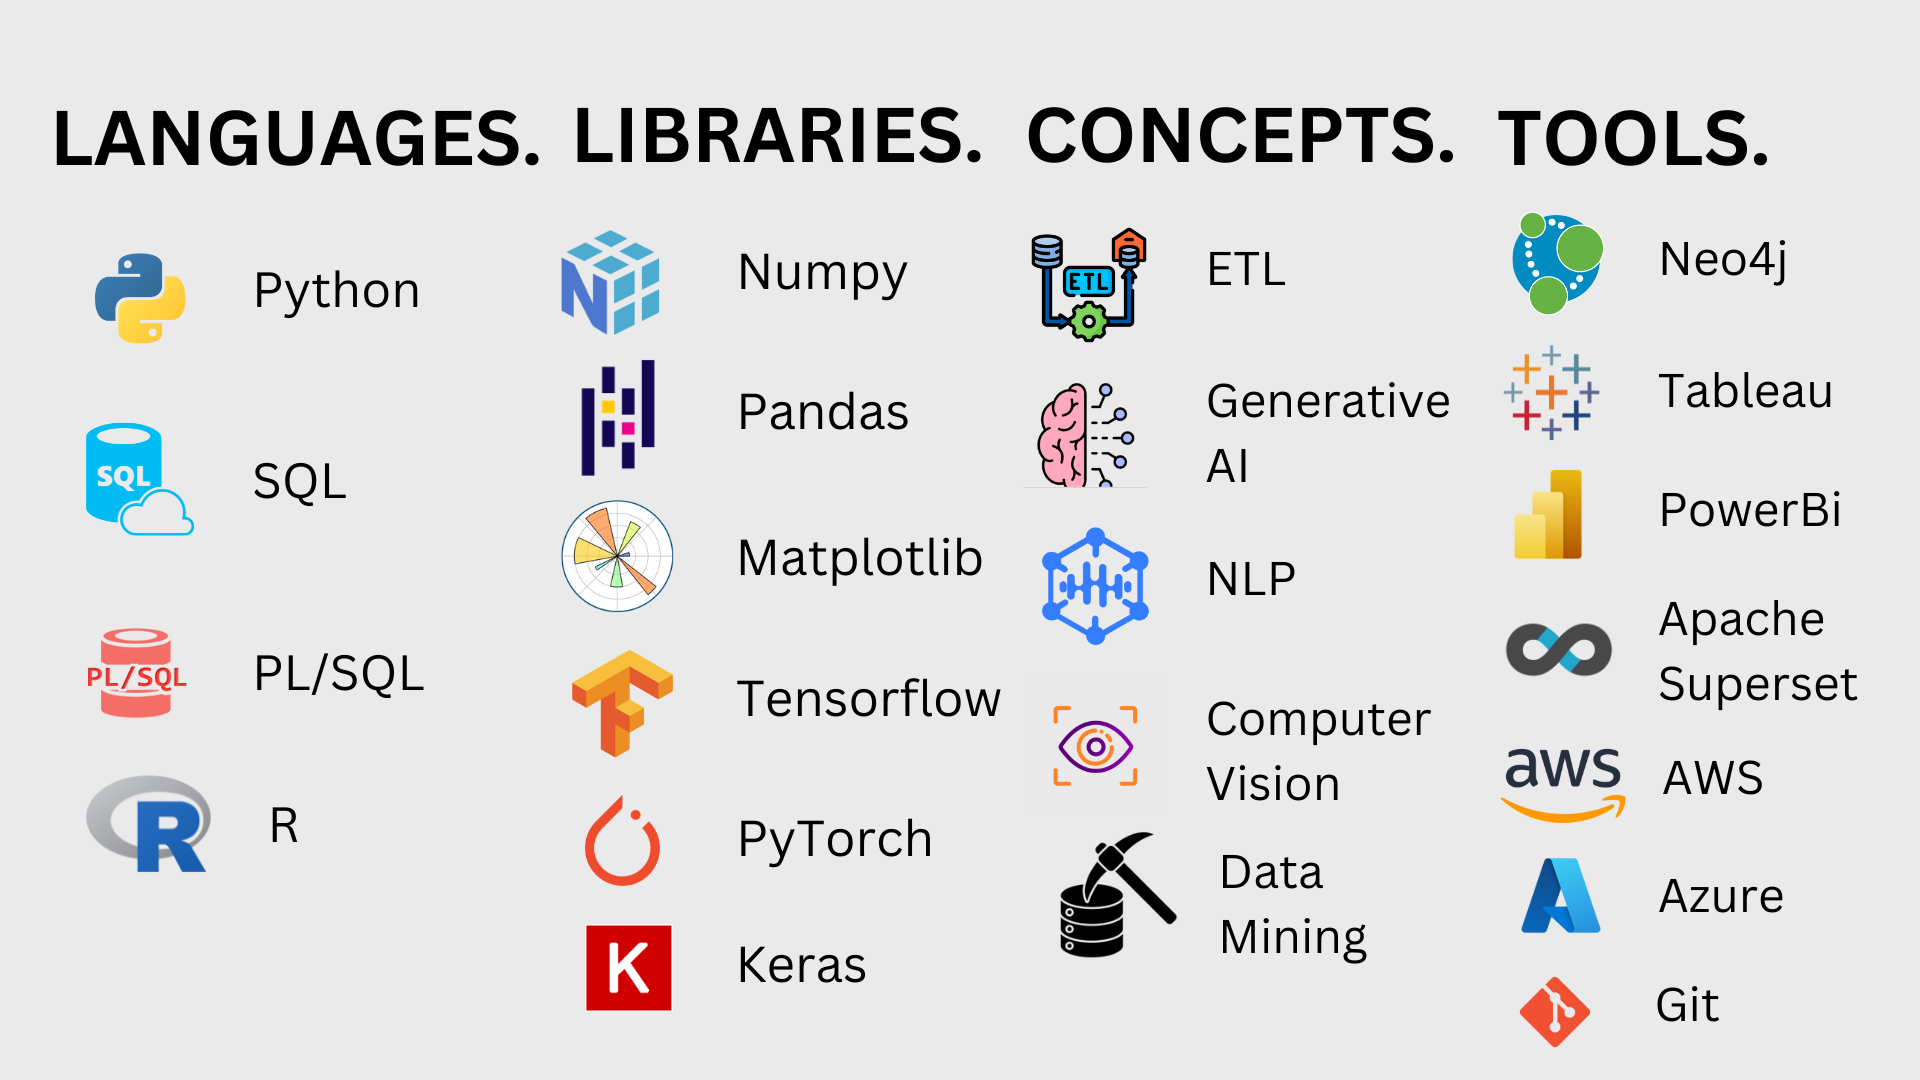 LANGUAGES.
Python
SQL
SQL
PL/SQL
PL/SQL
R
R
LIBRARIES.
N
Numpy
Pandas
Matplotlib
Tensorflow
PyTorch
K
Keras
CONCEPTS.
ETL
ETL
Generative
AI
NLP
Computer
Vision
Data
Mining
TOOLS.
Neo4j
Tableau
PowerBi
Apache
Superset
aws
AWS
Azure
Git